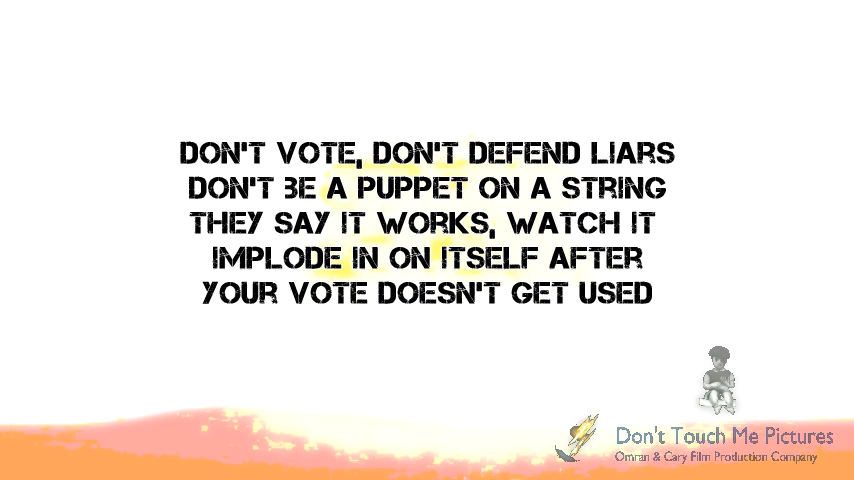 DON'T VOTE, DON'T DEFEND LIARS
DON'T BE A PUPPET ON A STRING
THEY SAY IT WORKS, WATCH IT
IMPLODE IN ON ITSELF AFTER
YOUR VOTE DOESN'T GET USED
Don't Touch Me Pictures
Omran & Cary Film Production Company